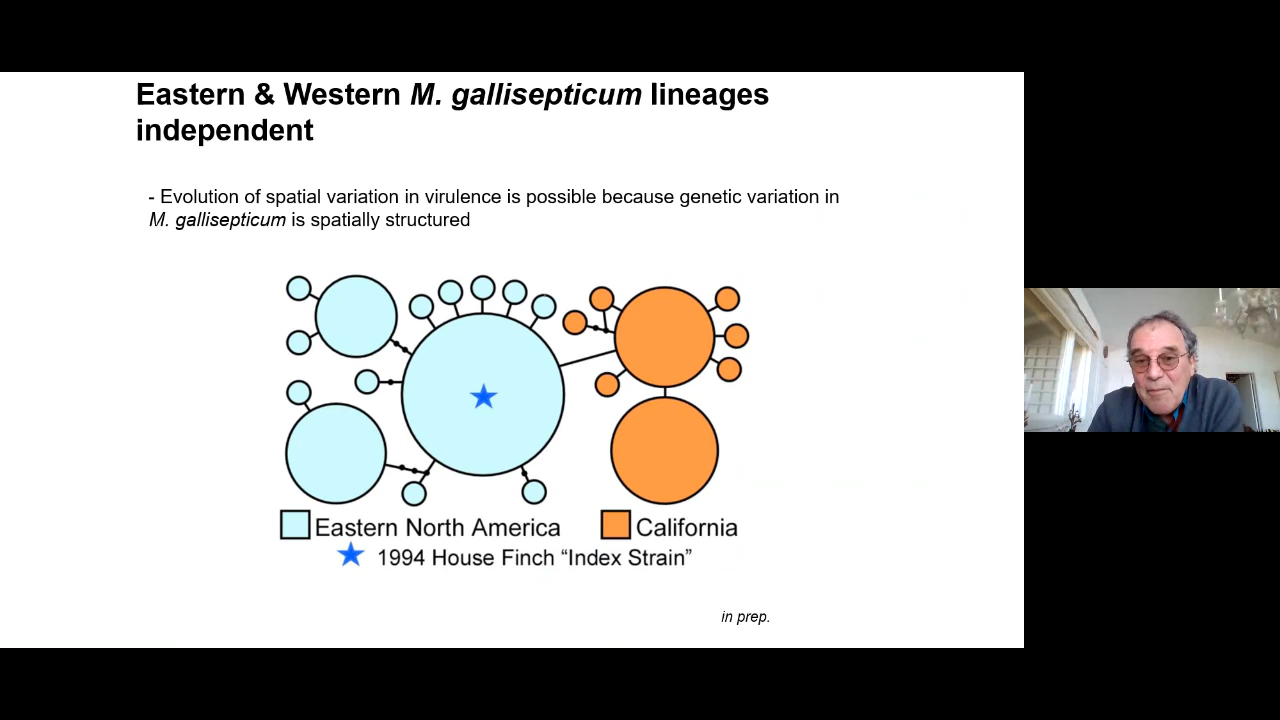 Eastern & Western M. gallisepticum lineages
independent
- Evolution of spatial variation in virulence is possible because genetic variation in
M. gallisepticum is spatially structured
Eastern North America
California
1994 House Finch “Index Strain”
in prep.